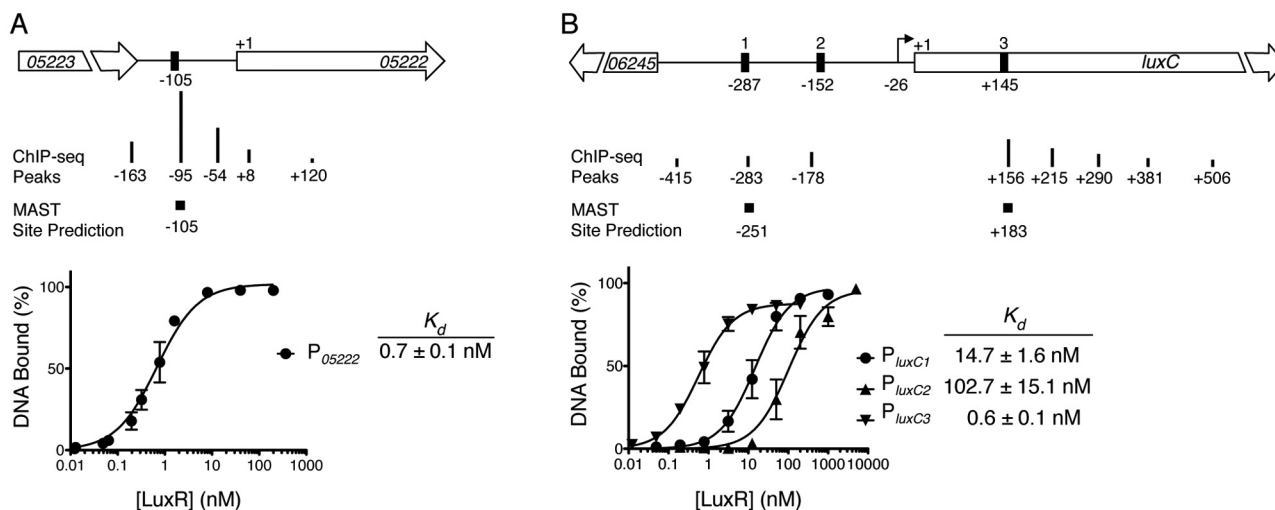 A
05223
+1
05222
-105
ChIP-seq
Peaks
-163
-95
-54
+8
+120
MAST
Site Prediction
-105
DNA Bound (%)
100
50
0
0.01
0.1
1
10
100
1000
[LuxR] (nM)
P05222
Kd
0.7 ± 0.1 nM
B
06245
1
2
+1
3
luxC
-287
-152
-26
+145
ChIP-seq
Peaks
-415
-283
-178
+156
+215
+290
+381
+506
MAST
Site Prediction
-251
+183
DNA Bound (%)
100
50
0
0.01
0.1
1
10
100
1000
10000
[LuxR] (nM)
Kd
PluxC1 14.7 ± 1.6 nM
PluxC2 102.7 ± 15.1 nM
PluxC3 0.6 ± 0.1 nM